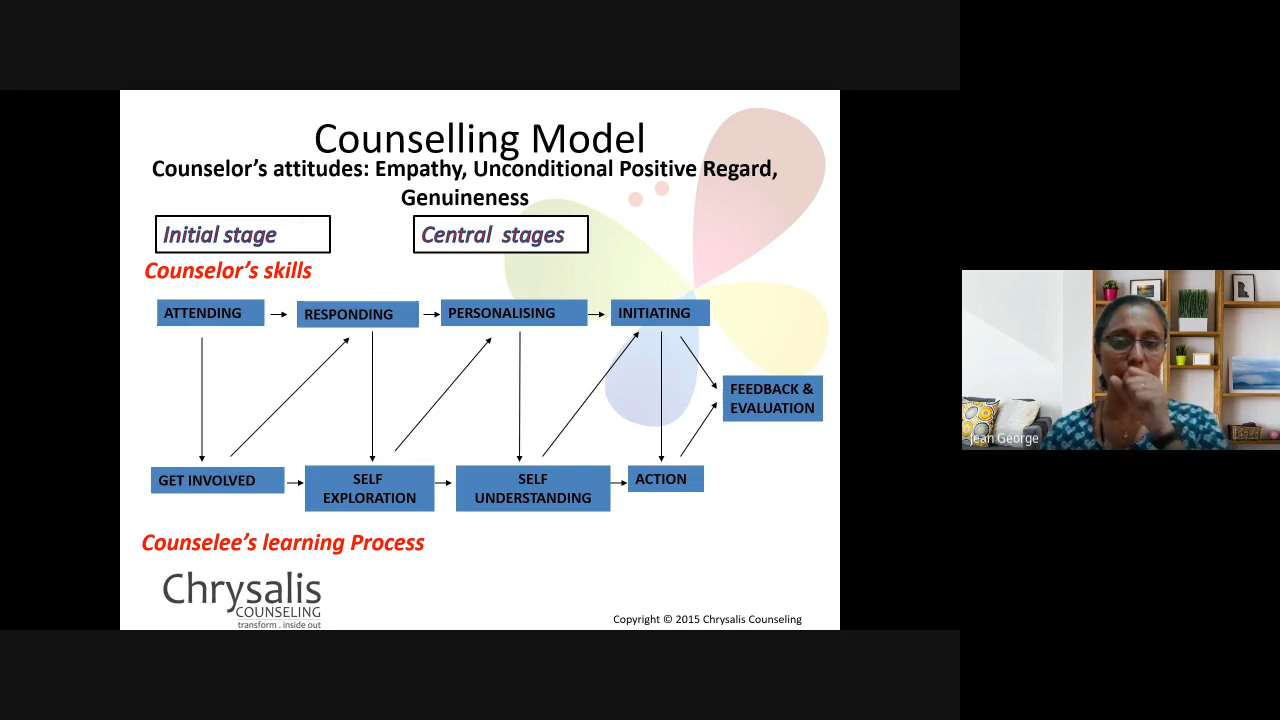 Counselling Model
Counselor's attitudes: Empathy, Unconditional Positive Regard,
Genuineness
Initial stage
Central stages
Counselor's skills
ATTENDING
RESPONDING
PERSONALISING
INITIATING
FEEDBACK &
EVALUATION
GET INVOLVED
SELF
EXPLORATION
SELF
UNDERSTANDING
ACTION
Counselee's learning Process
Chrysalis
COUNSELING
transform . inside out
Copyright © 2015 Chrysalis Counseling
Jean George